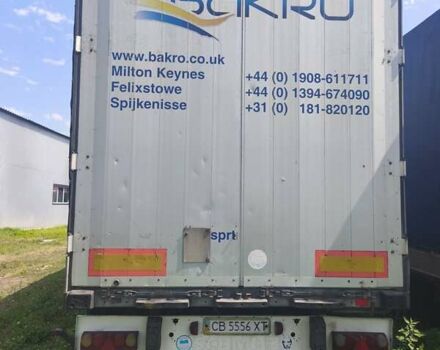 BAKRO
www.bakro.co.uk
Milton Keynes +44 (0) 1908-611711
Felixstowe +44 (0) 1394-674090
Spijkenisse +31 (0) 181-820120
sprt
CB 5556 XT